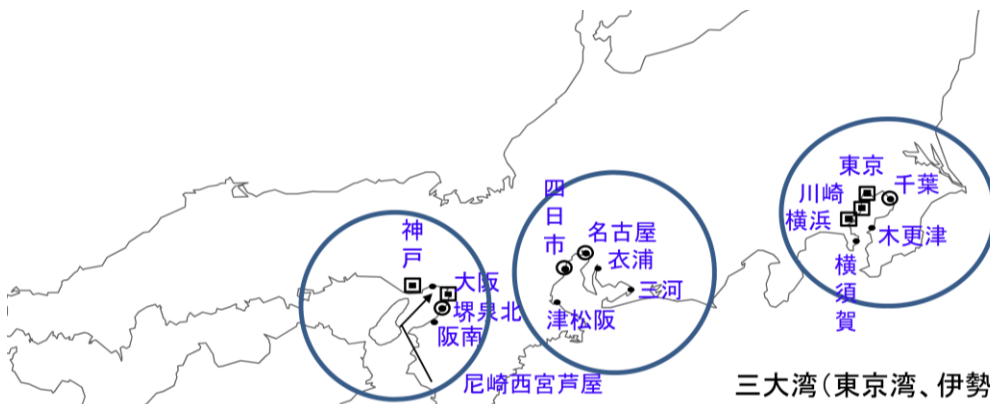 神戸
大阪
堺泉北
阪南
尼崎西宮芦屋
四日市
名古屋
衣浦
三河
津松阪
東京
川崎
横浜
千葉
木更津
横須賀
三大湾(東京湾、伊勢